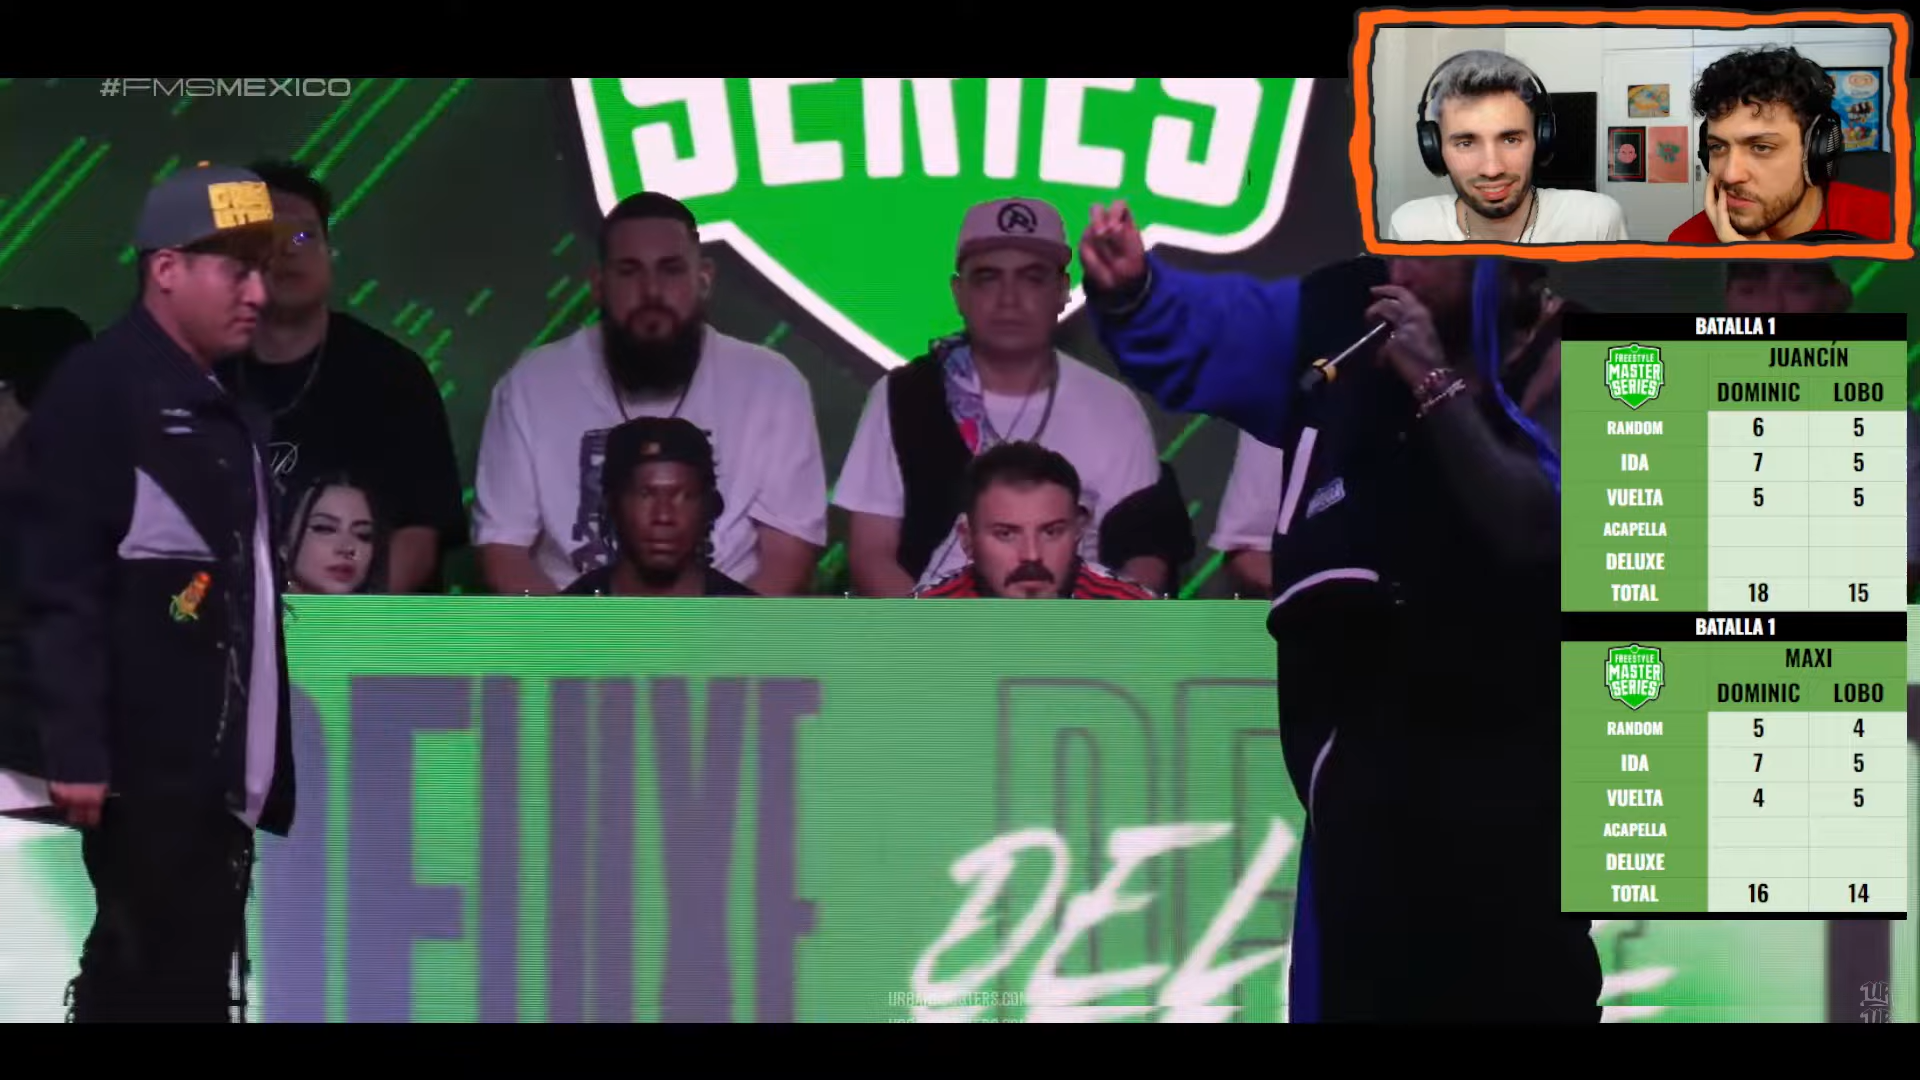 #FMSMEXICO
SERIES
BATALLA 1
FREESTYLE
MASTER
SERIES
JUANCÍN
DOMINIC LOBO
RANDOM 6 5
IDA 7 5
VUELTA 5 5
ACAPELLA
DELUXE
TOTAL 18 15
BATALLA 1
FREESTYLE
MASTER
SERIES
MAXI
DOMINIC LOBO
RANDOM 5 4
IDA 7 5
VUELTA 4 5
ACAPELLA
DELUXE
TOTAL 16 14
DELUXE
DE
DEL